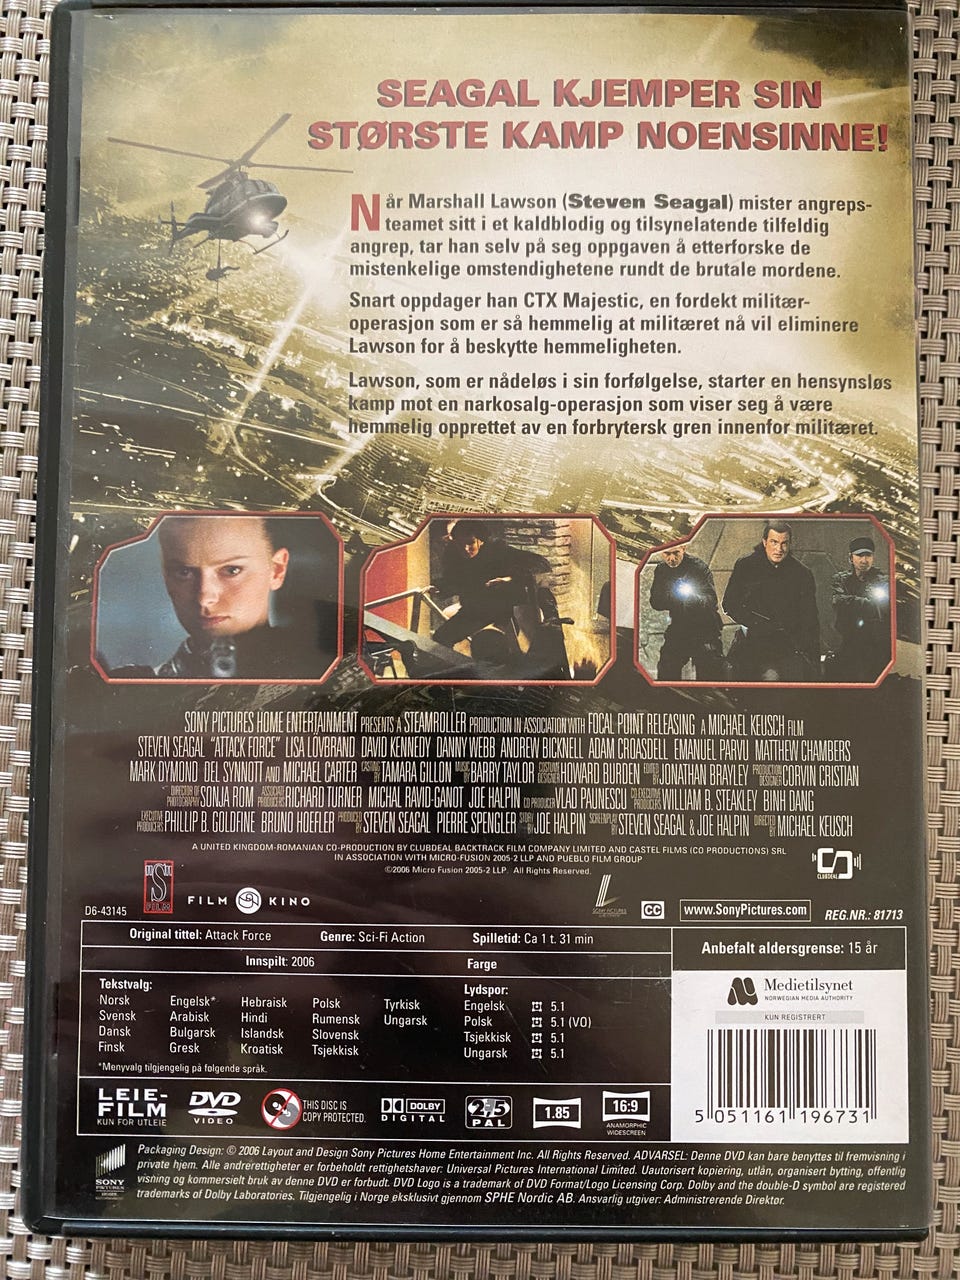 SEAGAL KJEMPER SIN
STØRSTE KAMP NOENSINNE!
Når Marshall Lawson (Steven Seagal) mister angreps-
teamet sitt i et kaldblodig og tilsynelatende tilfeldig
angrep, tar han selv på seg oppgaven å etterforske de
mistenkelige omstendighetene rundt de brutale mordene.
Snart oppdager han CTX Majestic, en fordekt militær-
operasjon som er så hemmelig at militæret nå vil eliminere
Lawson for å beskytte hemmeligheten.
Lawson, som er nådeløs i sin forfølgelse, starter en hensynsløs
kamp mot en narkosalg-operasjon som viser seg å være
hemmelig opprettet av en forbrytersk gren innenfor militæret.
SONY PICTURES HOME ENTERTAINMENT PRESENTS A STEAMROLLER PRODUCTION IN ASSOCIATION WITH FOCAL POINT RELEASING A MICHAEL KEUSCH FILM
STEVEN SEAGAL "ATTACK FORCE" LISA LOVBRAND DAVID KENNEDY DANNY WEBB ANDREW BICKNELL ADAM CROASDELL EMANUEL PARVU MATTHEW CHAMBERS
MARK DYMOND DEL SYNNOTT AND MICHAEL CARTER CASTING BY TAMARA GILLON MUSIC BY BARRY TAYLOR COSTUME DESIGNER HOWARD BURDEN EDITED BY JONATHAN BRAYLEY PRODUCTION DESIGNER CORVIN CRISTIAN
DIRECTOR OF PHOTOGRAPHY SONJA ROM ASSOCIATE PRODUCERS RICHARD TURNER MICHAL RAVID-GANOT JOE HALPIN CO PRODUCER VLAD PAUNESCU CO-EXECUTIVE PRODUCERS WILLIAM B. STEAKLEY BINH DANG
EXECUTIVE PRODUCERS PHILLIP B. GOLDFINE BRUNO HOEFLER PRODUCED BY STEVEN SEAGAL PIERRE SPENGLER STORY BY JOE HALPIN SCREENPLAY BY STEVEN SEAGAL & JOE HALPIN DIRECTED BY MICHAEL KEUSCH
A UNITED KINGDOM-ROMANIAN CO-PRODUCTION BY CLUBDEAL BACKTRACK FILM COMPANY LIMITED AND CASTEL FILMS (CO PRODUCTIONS) SRL
IN ASSOCIATION WITH MICRO-FUSION 2005-2 LLP AND PUEBLO FILM GROUP
©2006 Micro Fusion 2005-2 LLP. All Rights Reserved.
CLUBDEAL
S FILM
FILM KINO
SONY PICTURES
CC
www.SonyPictures.com
REG.NR.: 81713
D6-43145
Original tittel: Attack Force Genre: Sci-Fi Action Spilletid: Ca 1 t. 31 min
Innspilt: 2006 Farge
Anbefalt aldersgrense: 15 år
Tekstvalg:
Norsk Engelsk* Hebraisk Polsk Tyrkisk
Svensk Arabisk Hindi Rumensk Ungarsk
Dansk Bulgarsk Islandsk Slovensk
Finsk Gresk Kroatisk Tsjekkisk
*Menyvalg tilgjengelig på følgende språk.
Lydspor:
Engelsk 5.1
Polsk 5.1 (VO)
Tsjekkisk 5.1
Ungarsk 5.1
Medietilsynet
NORWEGIAN MEDIA AUTHORITY
KUN REGISTRERT
5 051161 196731
LEIE-
FILM
KUN FOR UTLEIE
DVD
VIDEO
THIS DISC IS
COPY PROTECTED.
DOLBY
DIGITAL
2 5
PAL
1.85
16:9
ANAMORPHIC
WIDESCREEN
SONY
PICTURES
Packaging Design: © 2006 Layout and Design Sony Pictures Home Entertainment Inc. All Rights Reserved. ADVARSEL: Denne DVD kan bare benyttes til fremvisning i
private hjem. Alle andrerettigheter er forbeholdt rettighetshaver: Universal Pictures International Limited. Uautorisert kopiering, utlån, organisert bytting, offentlig
visning og kommersielt bruk av denne DVD er forbudt. DVD Logo is a trademark of DVD Format/Logo Licensing Corp. Dolby and the double-D symbol are registered
trademarks of Dolby Laboratories. Tilgjengelig i Norge eksklusivt gjennom SPHE Nordic AB. Ansvarlig utgiver: Administrerende Direktor.